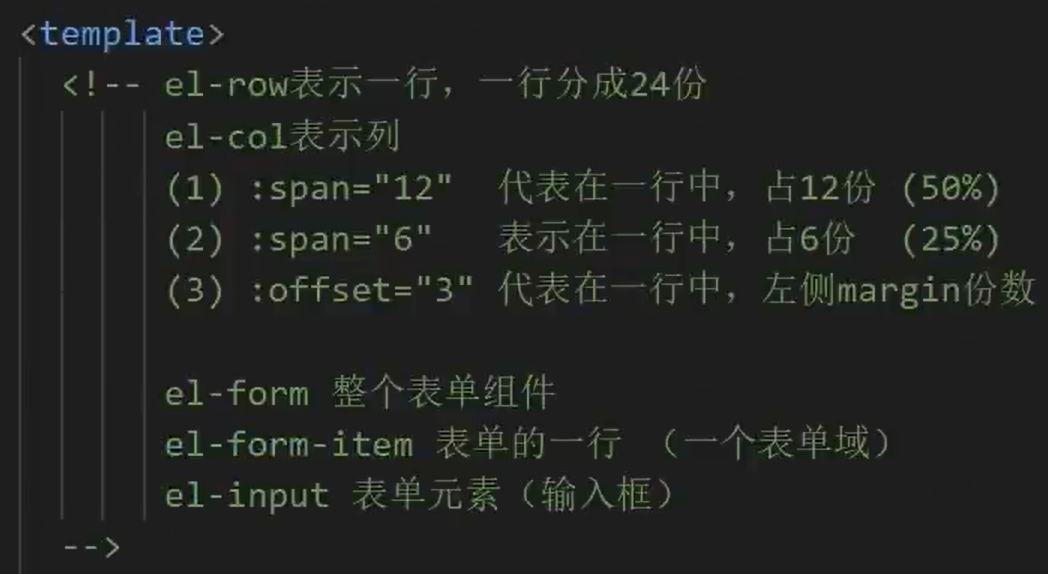 <template>
<!-- el-row表示一行，一行分成24份
el-col表示列
(1) :span="12" 代表在一行中，占12份 (50%)
(2) :span="6" 表示在一行中，占6份 (25%)
(3) :offset="3" 代表在一行中，左侧margin份数
el-form 整个表单组件
el-form-item 表单的一行 （一个表单域）
el-input 表单元素（输入框）
-->